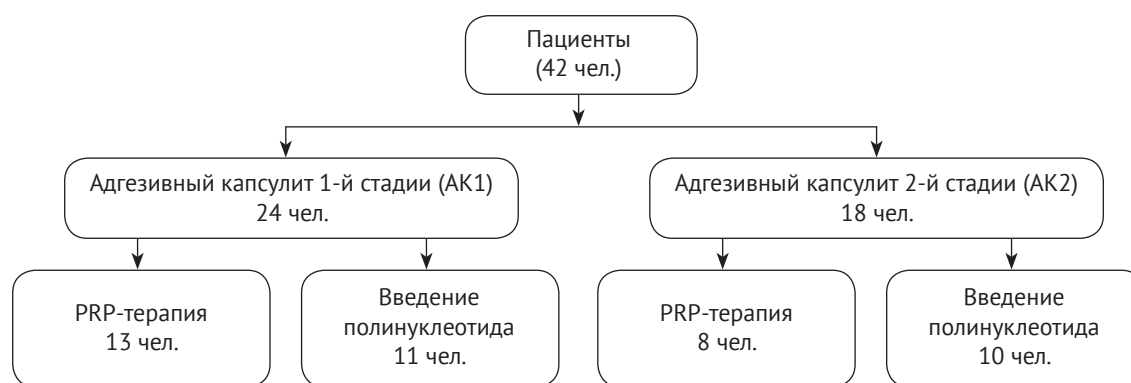 Пациенты
(42 чел.)
Адгезивный капсулит 1-й стадии (АК1)
24 чел.
Адгезивный капсулит 2-й стадии (АК2)
18 чел.
PRP-терапия
13 чел.
Введение
полинуклеотида
11 чел.
PRP-терапия
8 чел.
Введение
полинуклеотида
10 чел.